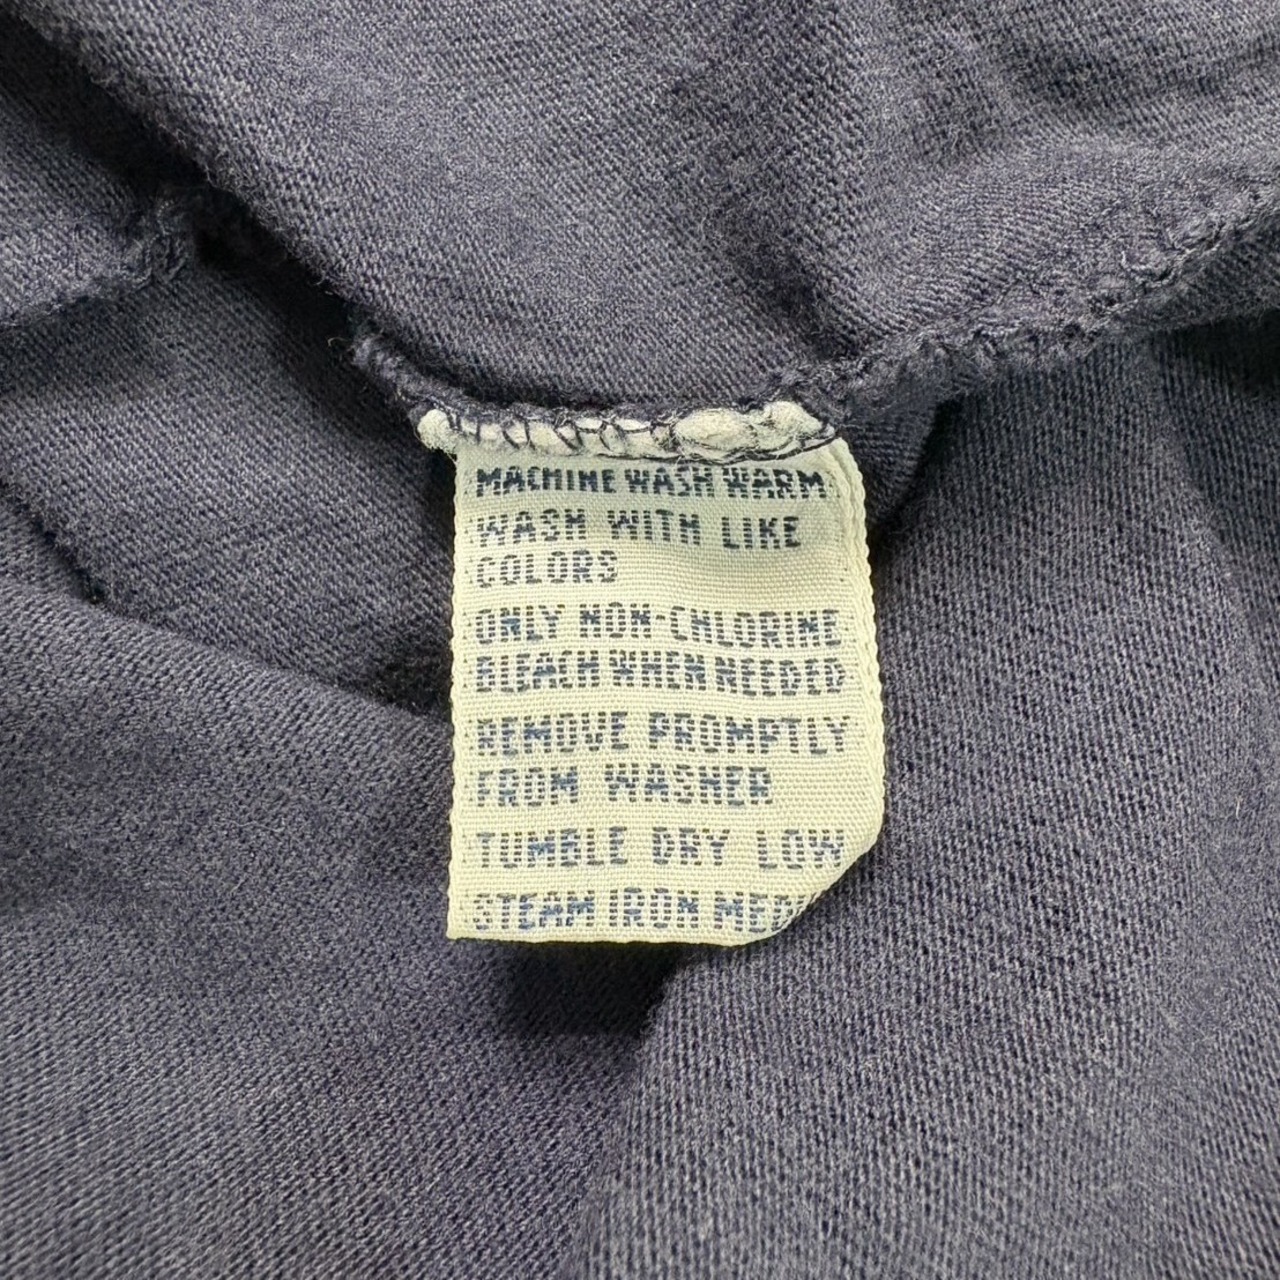 MACHINE WASH WARM
WASH WITH LIKE
COLORS
ONLY NON-CHLORINE
BLEACH WHEN NEEDED
REMOVE PROMPTLY
FROM WASHER
TUMBLE DRY LOW
STEAM IRON MED